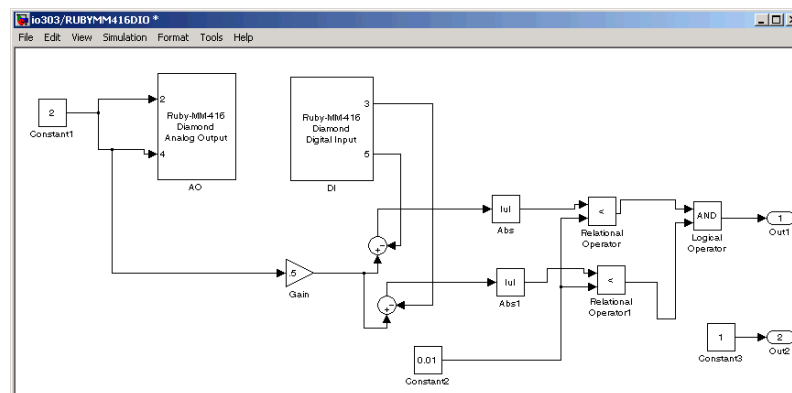 io303/RUBYMM416DIO *
File Edit View Simulation Format Tools Help
2
Constant1
2
4
Ruby-MM-416
Diamond
Analog Output
AO
Ruby-MM-416
Diamond
Digital Input
3
5
DI
.5
Gain
+
-
+
-
|u|
Abs
|u|
Abs1
<
Relational
Operator
<
Relational
Operator1
AND
Logical
Operator
1
Out1
0.01
Constant2
1
Constant3
2
Out2